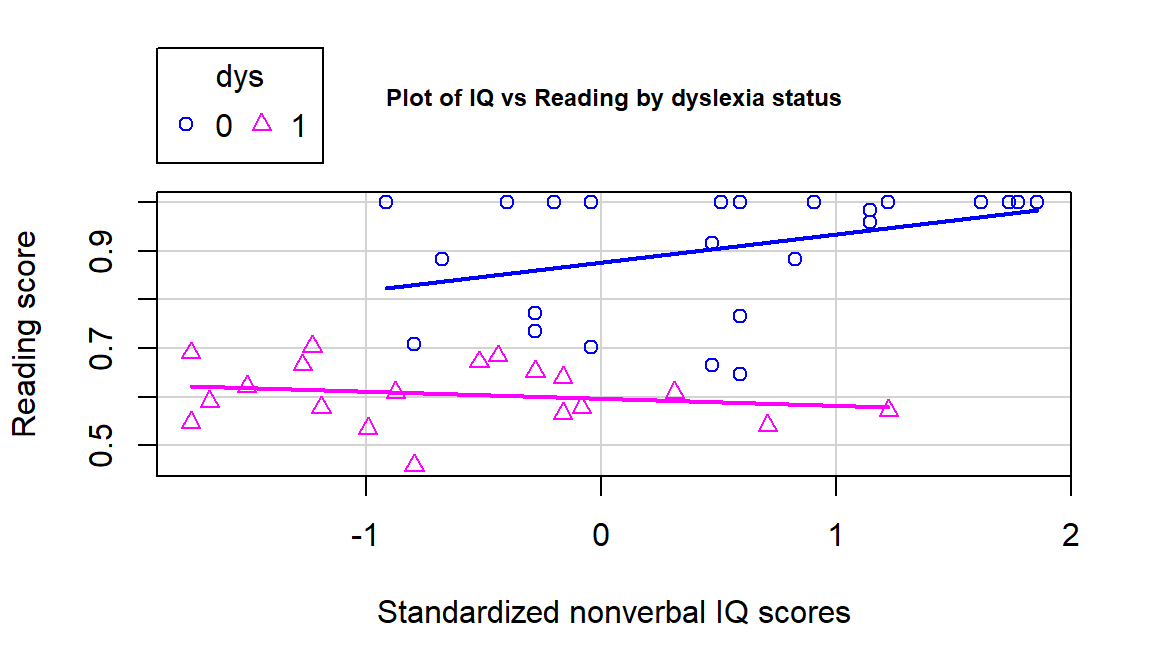 dys
0 1
Plot of IQ vs Reading by dyslexia status
Reading score
0.9
0.7
0.5
-1 0 1 2
Standardized nonverbal IQ scores